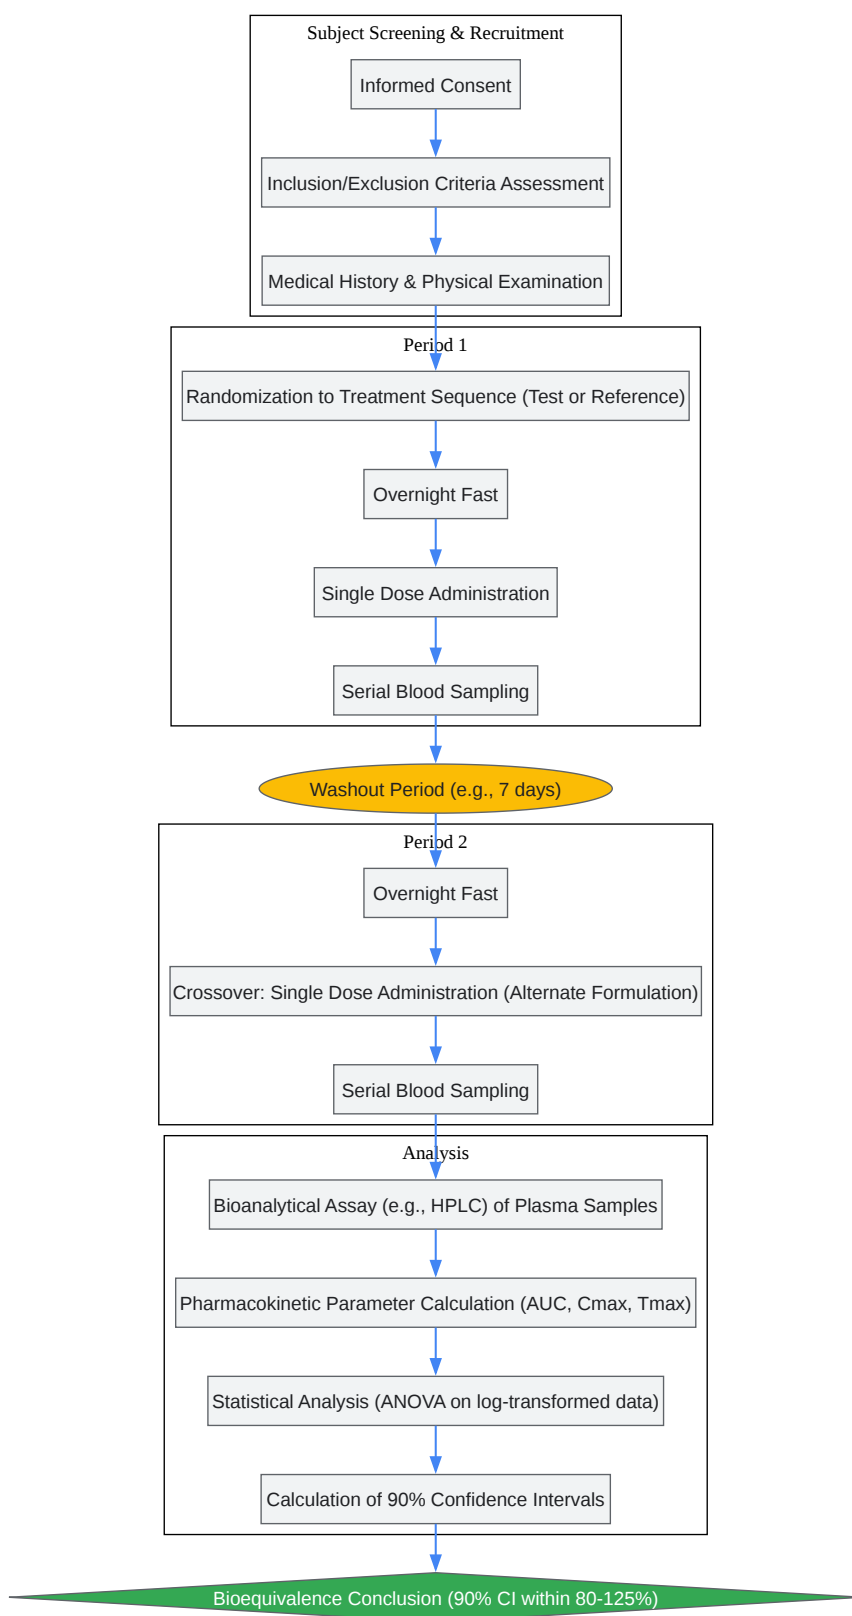 Subject Screening & Recruitment
Informed Consent
Inclusion/Exclusion Criteria Assessment
Medical History & Physical Examination
Period 1
Randomization to Treatment Sequence (Test or Reference)
Overnight Fast
Single Dose Administration
Serial Blood Sampling
Washout Period (e.g., 7 days)
Period 2
Overnight Fast
Crossover: Single Dose Administration (Alternate Formulation)
Serial Blood Sampling
Analysis
Bioanalytical Assay (e.g., HPLC) of Plasma Samples
Pharmacokinetic Parameter Calculation (AUC, Cmax, Tmax)
Statistical Analysis (ANOVA on log-transformed data)
Calculation of 90% Confidence Intervals
Bioequivalence Conclusion (90% CI within 80-125%)